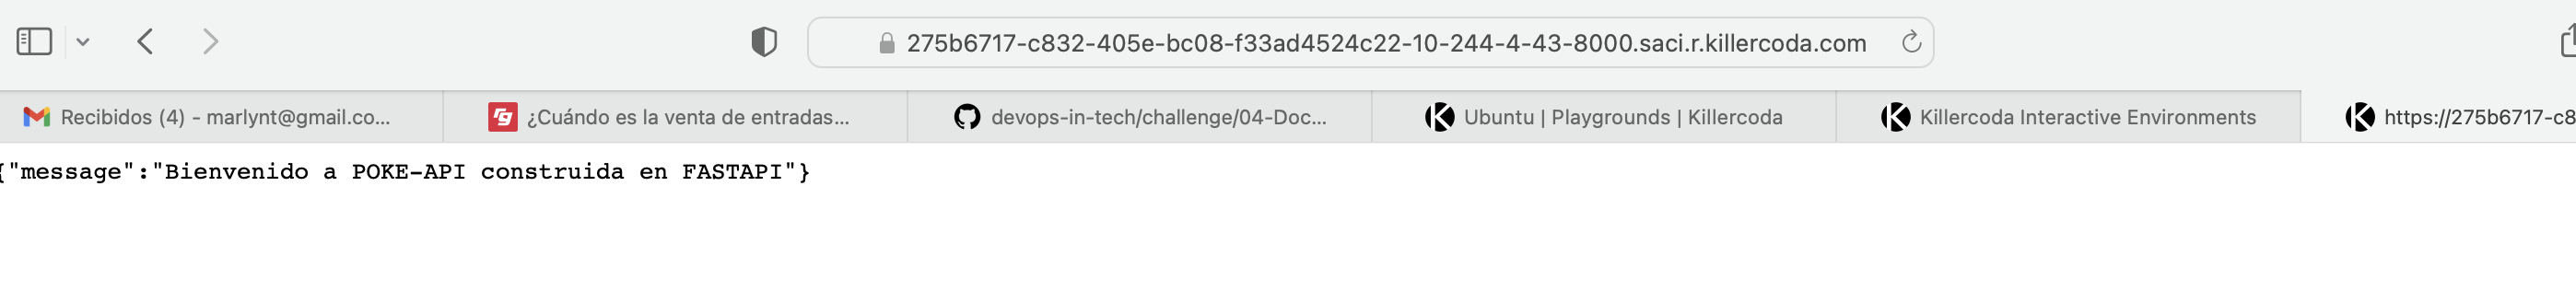 275b6717-c832-405e-bc08-f33ad4524c22-10-244-4-43-8000.saci.r.killercoda.com
Recibidos (4) - marlynt@gmail.co... ¿Cuándo es la venta de entradas... devops-in-tech/challenge/04-Doc... Ubuntu | Playgrounds | Killercoda Killercoda Interactive Environments https://275b6717-c8
{"message":"Bienvenido a POKE-API construida en FASTAPI"}